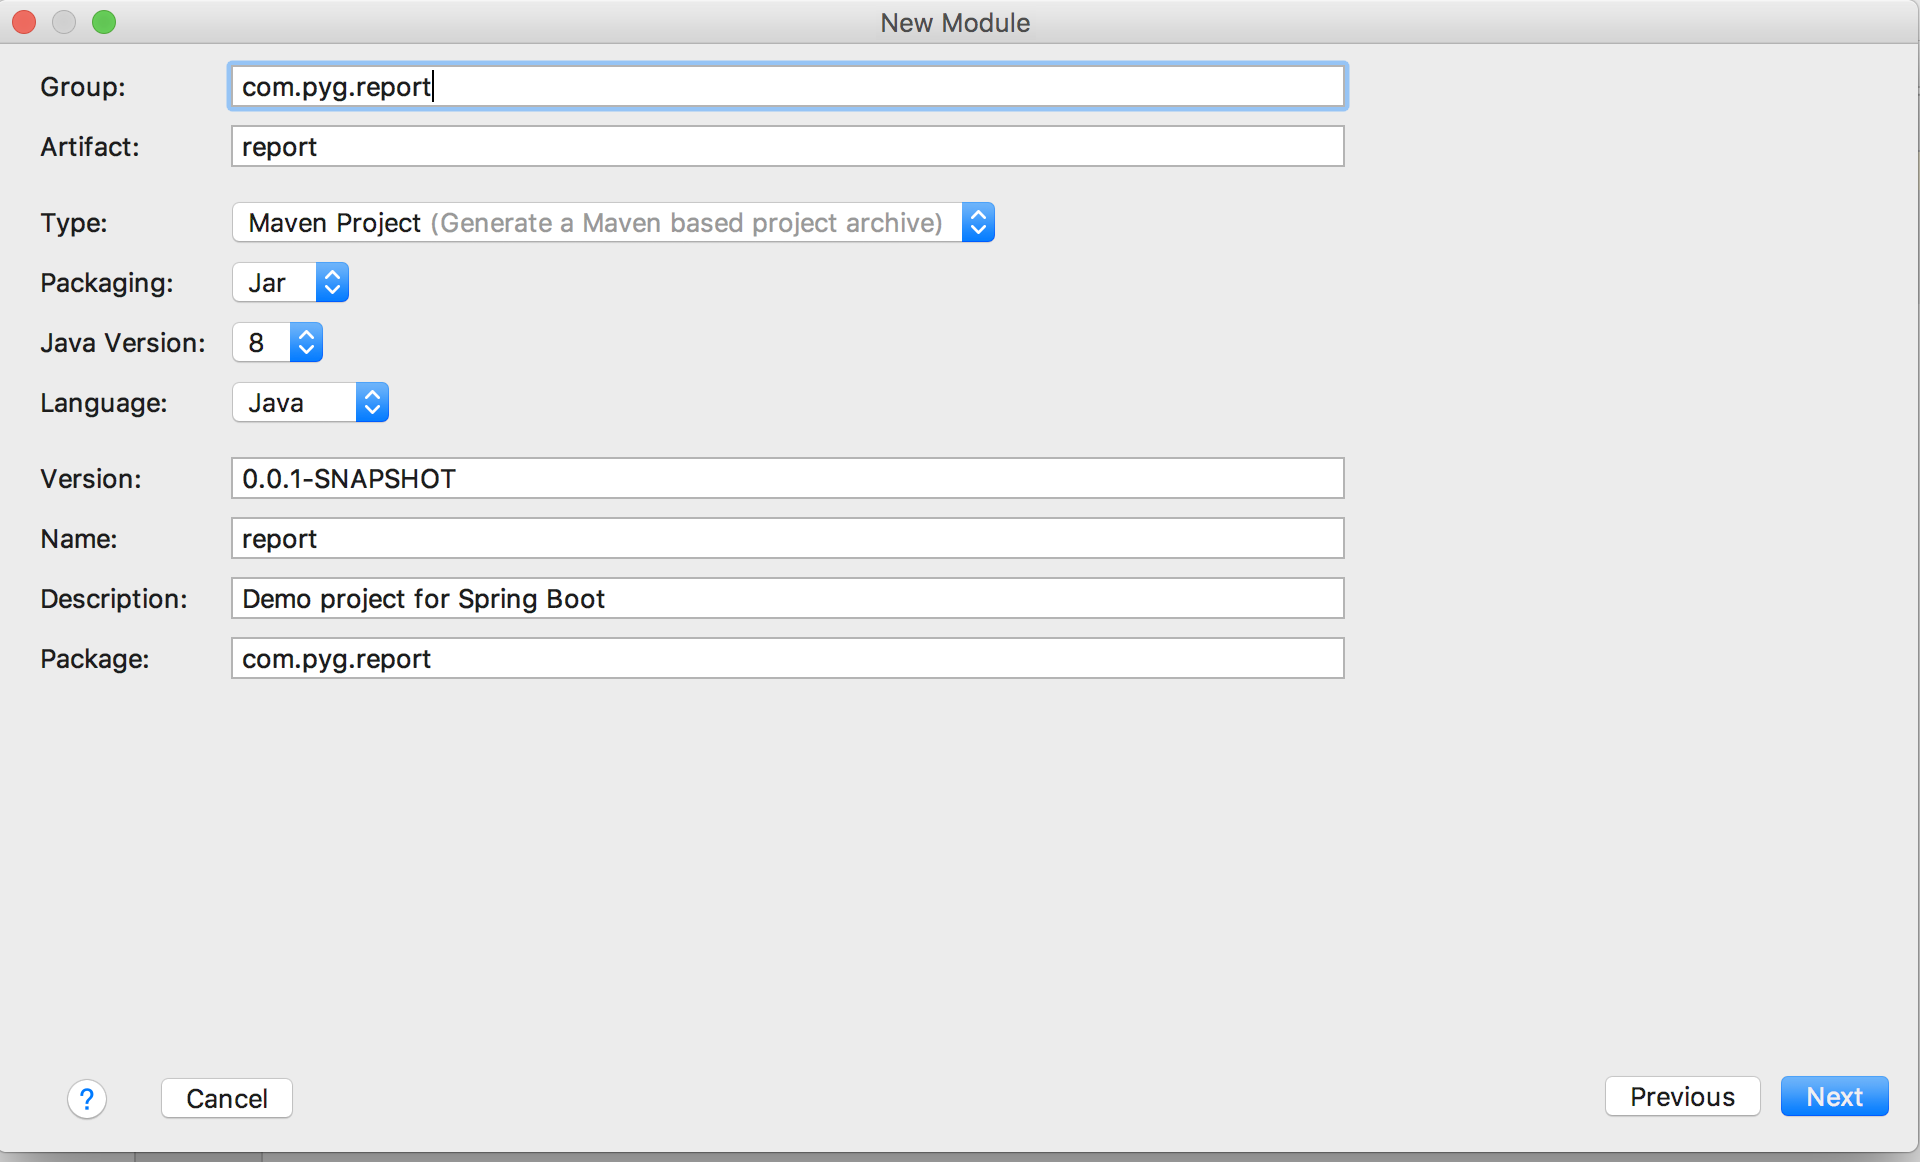 New Module
Group: com.pyg.report
Artifact: report
Type: Maven Project (Generate a Maven based project archive)
Packaging: Jar
Java Version: 8
Language: Java
Version: 0.0.1-SNAPSHOT
Name: report
Description: Demo project for Spring Boot
Package: com.pyg.report
? Cancel Previous Next